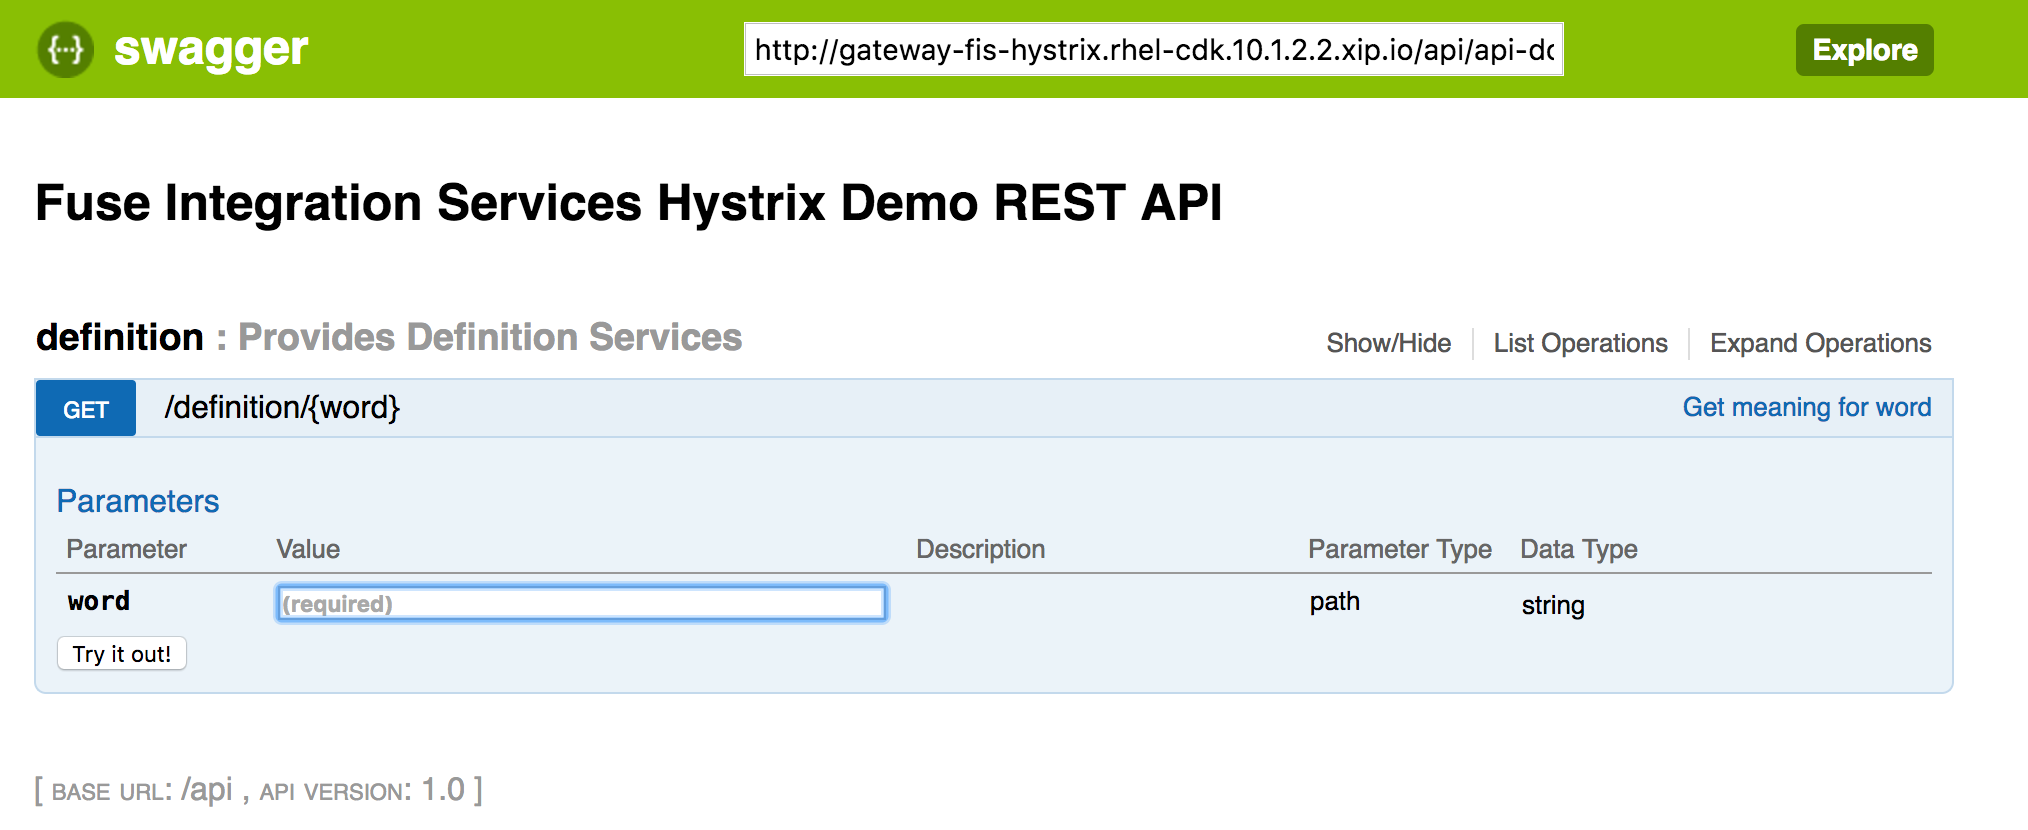 {...} swagger http://gateway-fis-hystrix.rhel-cdk.10.1.2.2.xip.io/api/api-dc Explore
Fuse Integration Services Hystrix Demo REST API
definition : Provides Definition Services Show/Hide List Operations Expand Operations
GET /definition/{word} Get meaning for word
Parameters
Parameter Value Description Parameter Type Data Type
word (required) path string
Try it out!
[ BASE URL: /api , API VERSION: 1.0 ]